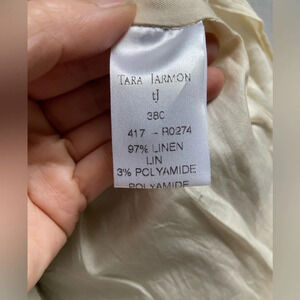 TARA JARMON
tJ
38C
417 - R0274
97% LINEN
LIN
3% POLYAMIDE
POLYAMIDE